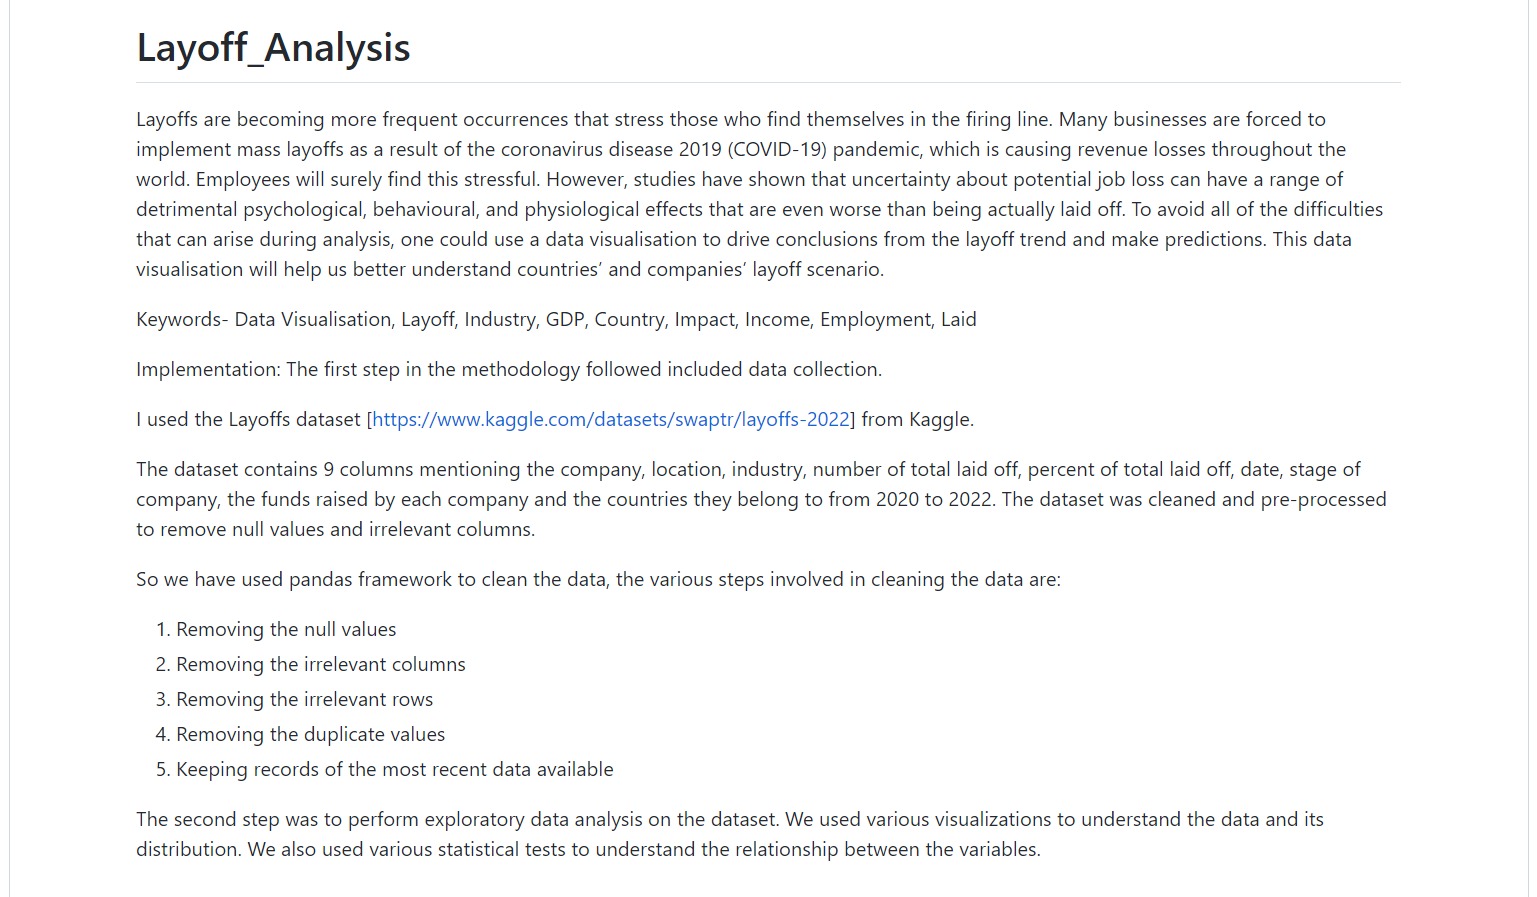 Layoff_Analysis
Layoffs are becoming more frequent occurrences that stress those who find themselves in the firing line. Many businesses are forced to
implement mass layoffs as a result of the coronavirus disease 2019 (COVID-19) pandemic, which is causing revenue losses throughout the
world. Employees will surely find this stressful. However, studies have shown that uncertainty about potential job loss can have a range of
detrimental psychological, behavioural, and physiological effects that are even worse than being actually laid off. To avoid all of the difficulties
that can arise during analysis, one could use a data visualisation to drive conclusions from the layoff trend and make predictions. This data
visualisation will help us better understand countries’ and companies’ layoff scenario.
Keywords- Data Visualisation, Layoff, Industry, GDP, Country, Impact, Income, Employment, Laid
Implementation: The first step in the methodology followed included data collection.
I used the Layoffs dataset [https://www.kaggle.com/datasets/swaptr/layoffs-2022] from Kaggle.
The dataset contains 9 columns mentioning the company, location, industry, number of total laid off, percent of total laid off, date, stage of
company, the funds raised by each company and the countries they belong to from 2020 to 2022. The dataset was cleaned and pre-processed
to remove null values and irrelevant columns.
So we have used pandas framework to clean the data, the various steps involved in cleaning the data are:
1. Removing the null values
2. Removing the irrelevant columns
3. Removing the irrelevant rows
4. Removing the duplicate values
5. Keeping records of the most recent data available
The second step was to perform exploratory data analysis on the dataset. We used various visualizations to understand the data and its
distribution. We also used various statistical tests to understand the relationship between the variables.